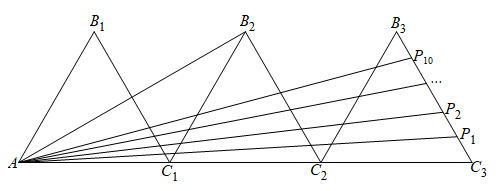 B₁ B₂ B₃
P₁₀
...
P₂
P₁
A C₁ C₂ C₃